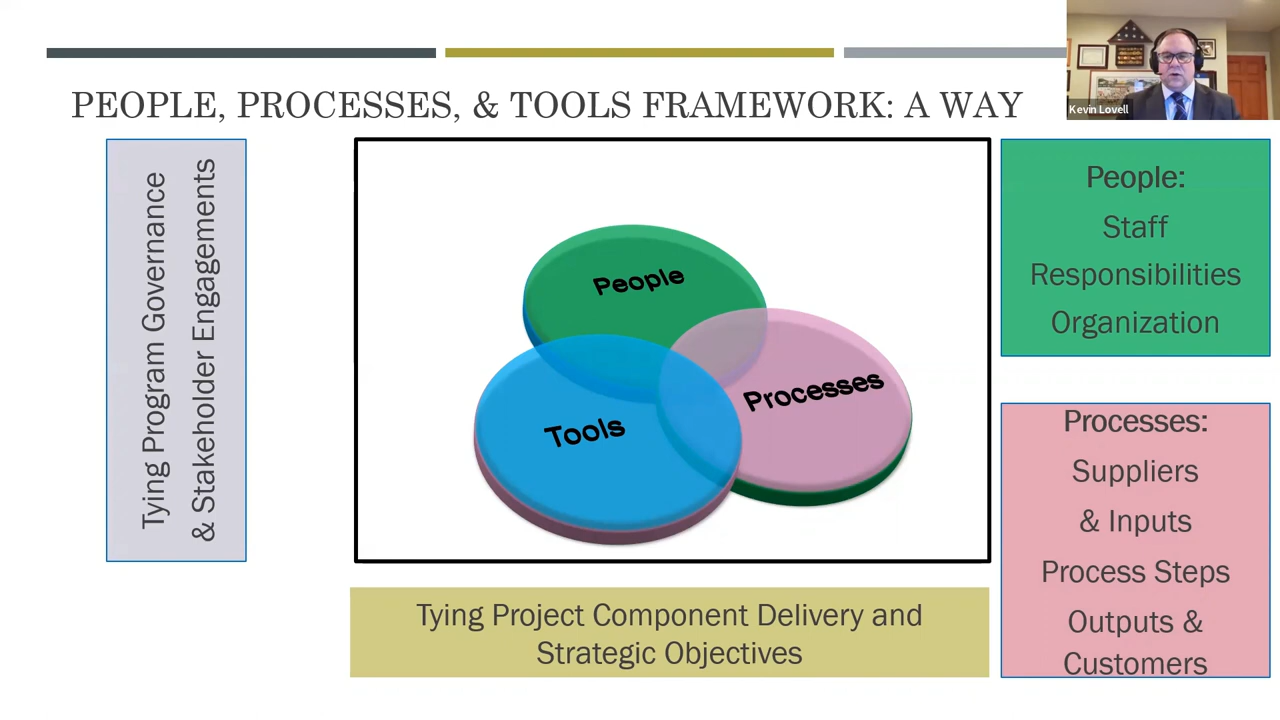 PEOPLE, PROCESSES, & TOOLS FRAMEWORK: A WAY
Kevin Lovell
Tying Program Governance
& Stakeholder Engagements
People
Processes
Tools
People:
Staff
Responsibilities
Organization
Processes:
Suppliers
& Inputs
Process Steps
Outputs &
Customers
Tying Project Component Delivery and
Strategic Objectives